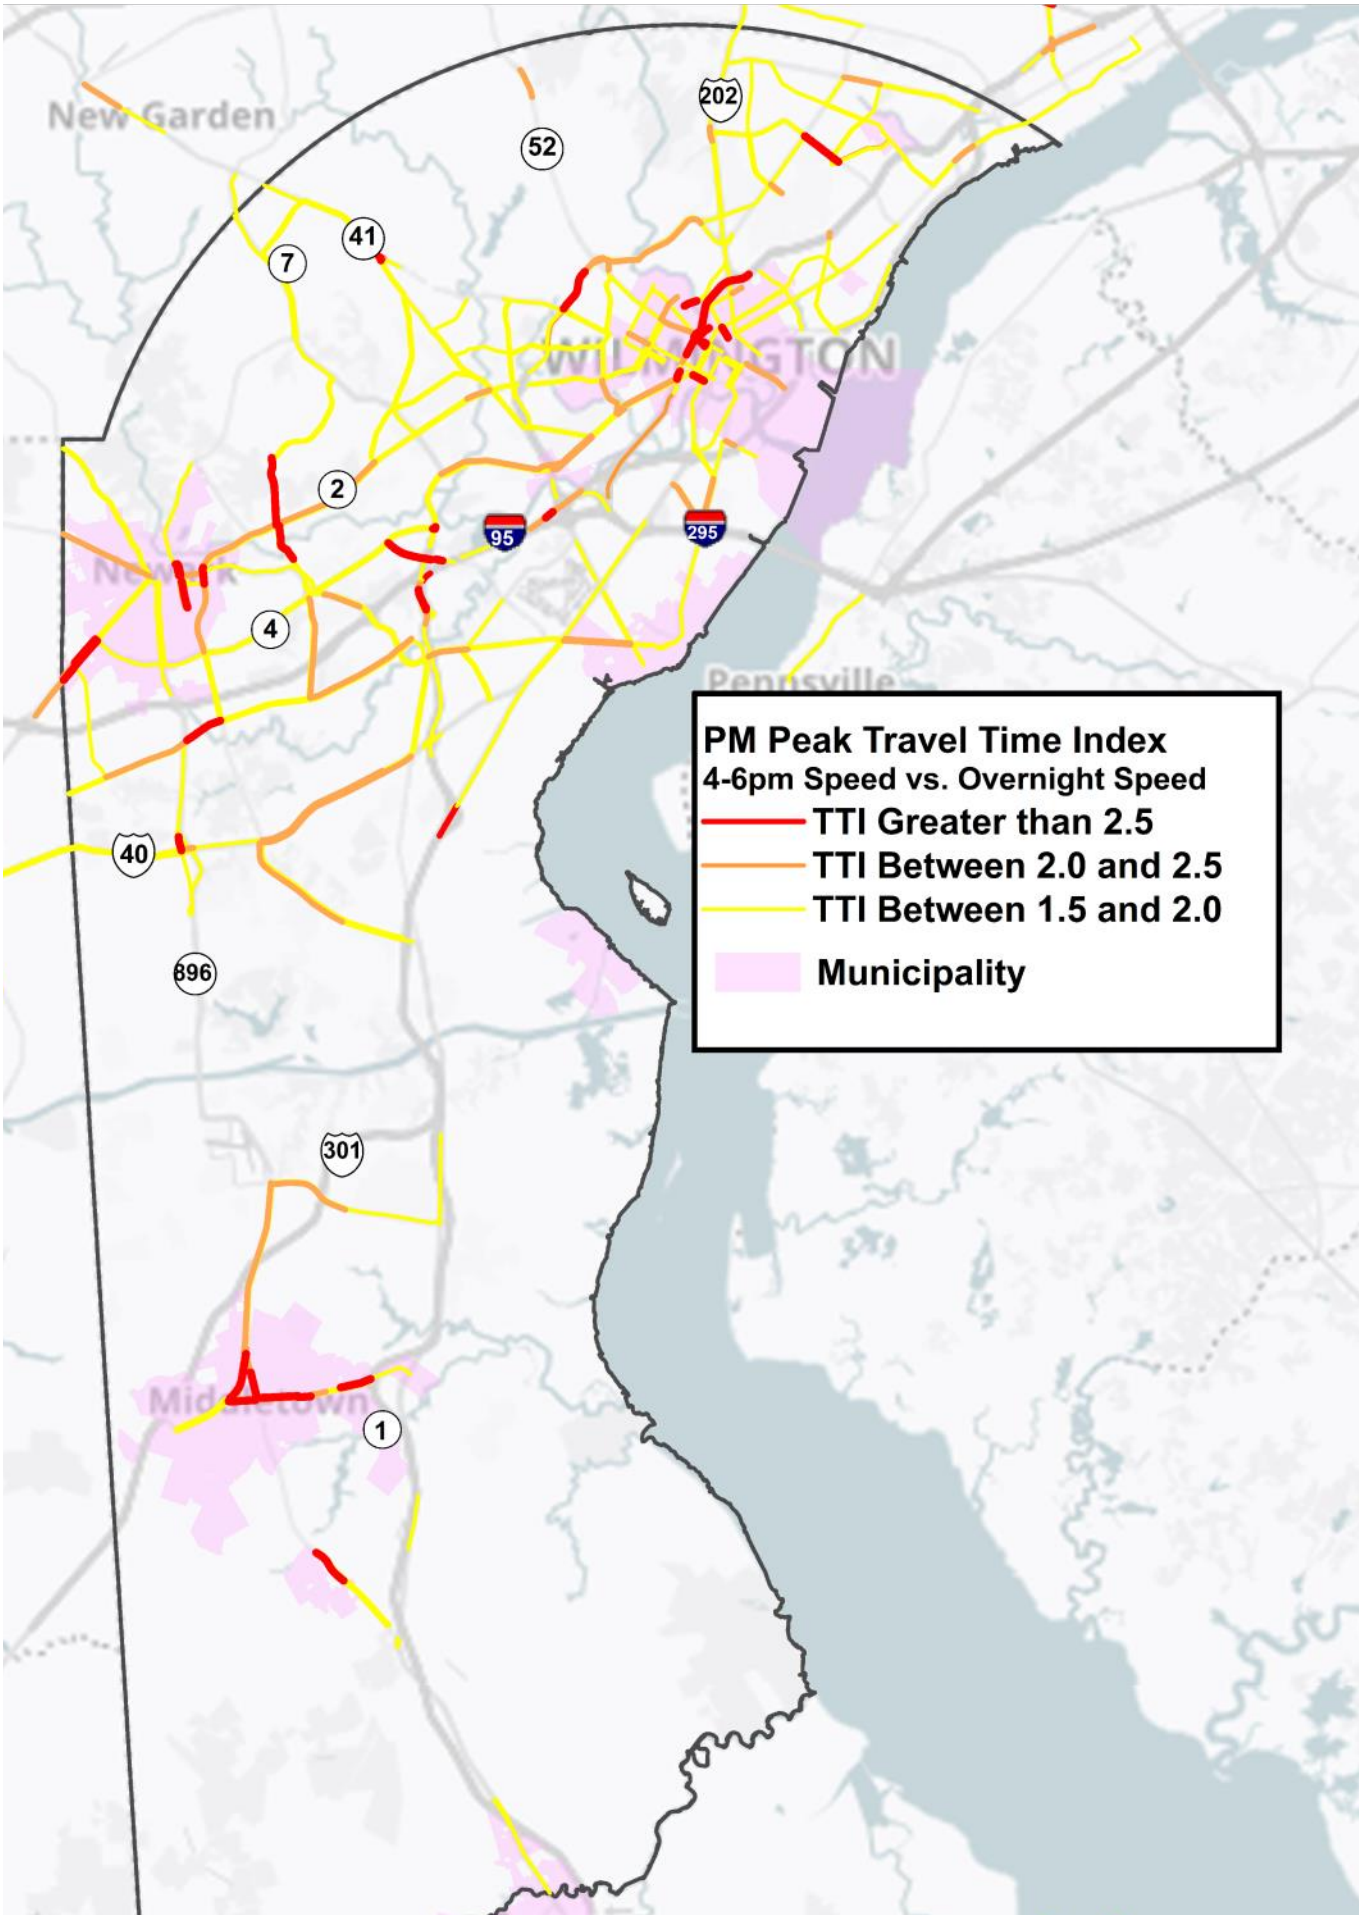 202
New Garden
52
41
7
WILMINGTON
2
95
295
Newark
4
Pennsville
PM Peak Travel Time Index
4-6pm Speed vs. Overnight Speed
TTI Greater than 2.5
40
TTI Between 2.0 and 2.5
TTI Between 1.5 and 2.0
896
Municipality
301
Middletown
1